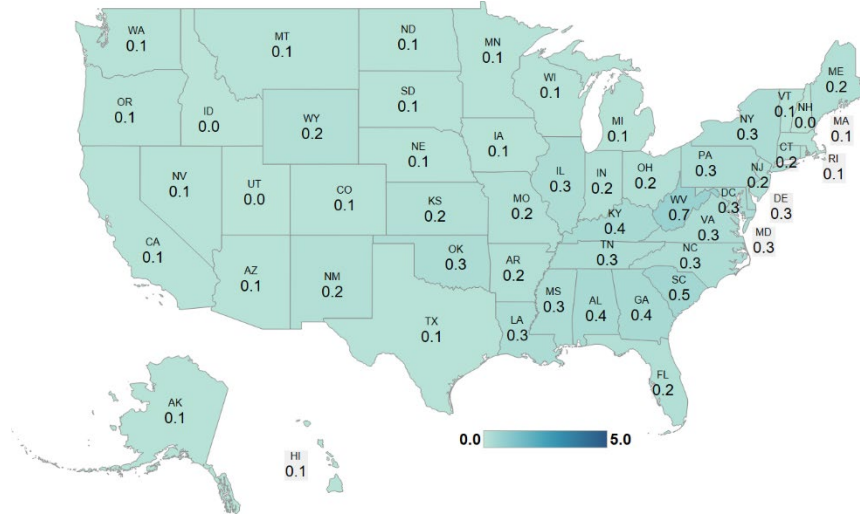 WA
0.1
MT
0.1
ND
0.1
MN
0.1
OR
0.1
ID
0.0
WY
0.2
SD
0.1
WI
0.1
MI
0.1
ME
0.2
VT
0.1
NH
0.0
NY
0.3
MA
0.1
CT
0.2
RI
0.1
NV
0.1
UT
0.0
CO
0.1
NE
0.1
IA
0.1
IL
0.3
IN
0.2
OH
0.2
PA
0.3
NJ
0.2
DC
0.3
DE
0.3
MD
0.3
CA
0.1
AZ
0.1
NM
0.2
KS
0.2
MO
0.2
KY
0.4
WV
0.7
VA
0.3
OK
0.3
AR
0.2
TN
0.3
NC
0.3
SC
0.5
TX
0.1
LA
0.3
MS
0.3
AL
0.4
GA
0.4
FL
0.2
AK
0.1
HI
0.1
0.0 5.0